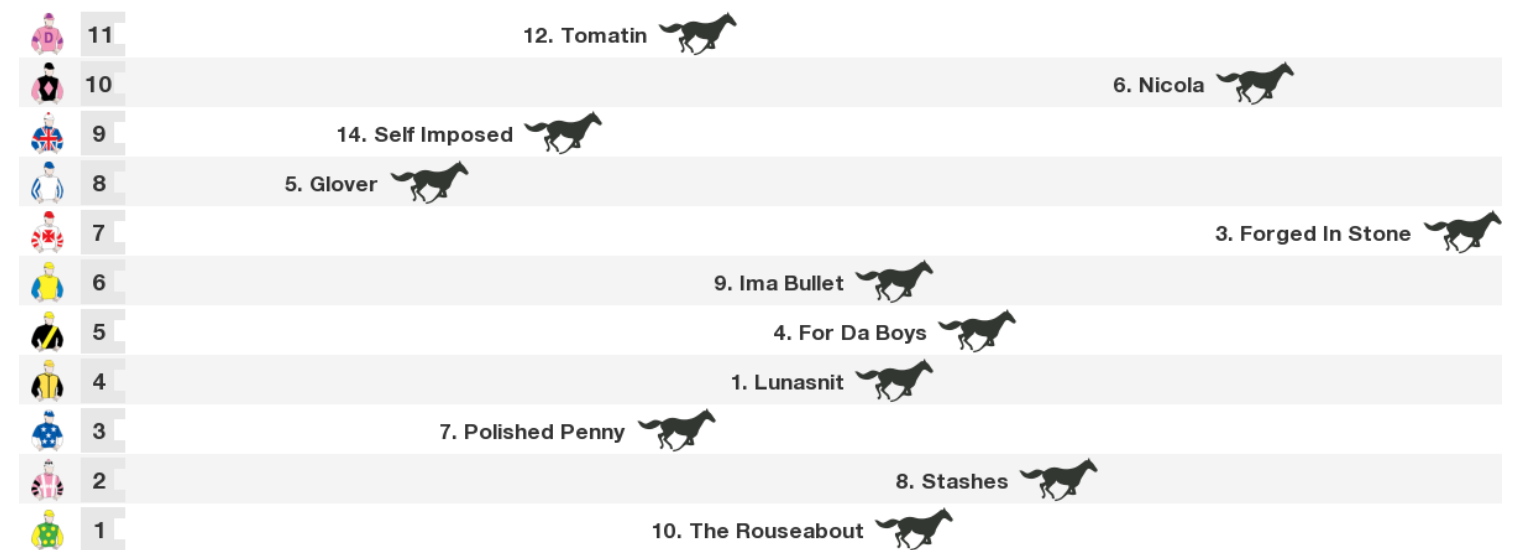 11 12. Tomatin
10 6. Nicola
9 14. Self Imposed
8 5. Glover
7 3. Forged In Stone
6 9. Ima Bullet
5 4. For Da Boys
4 1. Lunasnit
3 7. Polished Penny
2 8. Stashes
1 10. The Rouseabout
D